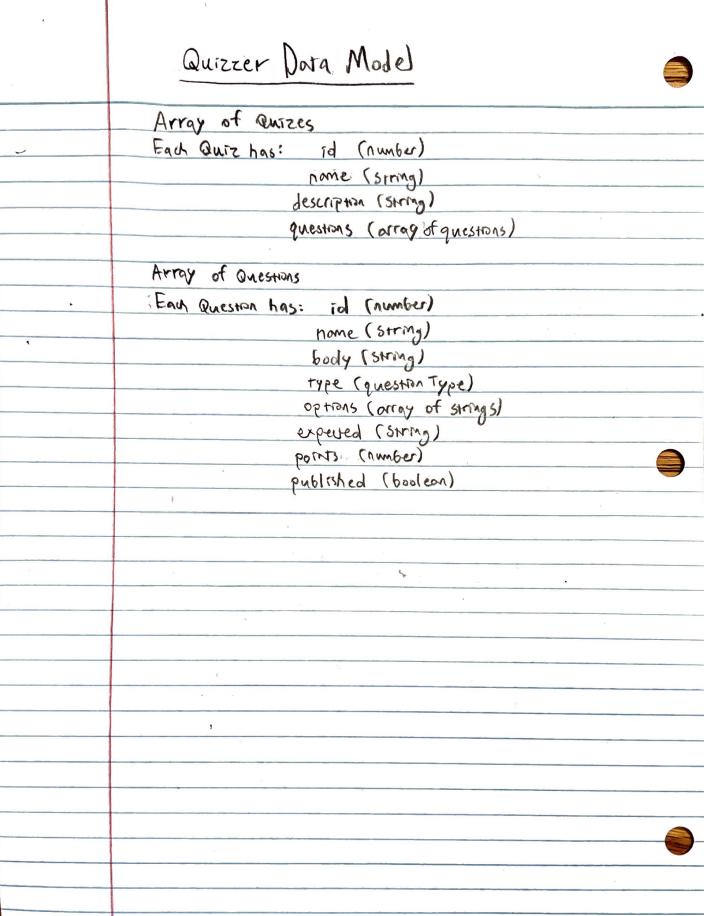 Quizzer Data Model
Array of Quizes
Each Quiz has: id (number)
name (string)
description (string)
questions (array of questions)
Array of Questions
Each Question has: id (number)
name (string)
body (string)
type (question Type)
options (array of strings)
expected (string)
points (number)
published (boolean)